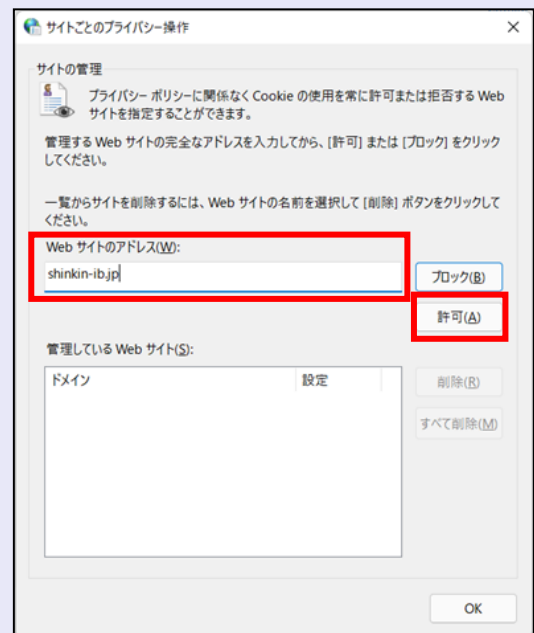 サイトごとのプライバシー操作
サイトの管理
プライバシー ポリシーに関係なく Cookie の使用を常に許可または拒否する Web
サイトを指定することができます。
管理する Web サイトの完全なアドレスを入力してから、[許可] または [ブロック] をクリック
してください。
一覧からサイトを削除するには、Web サイトの名前を選択して [削除] ボタンをクリックして
ください。
Web サイトのアドレス(W):
shinkin-ib.jp
ブロック(B)
許可(A)
管理している Web サイト(S):
ドメイン 設定
削除(R)
すべて削除(M)
OK